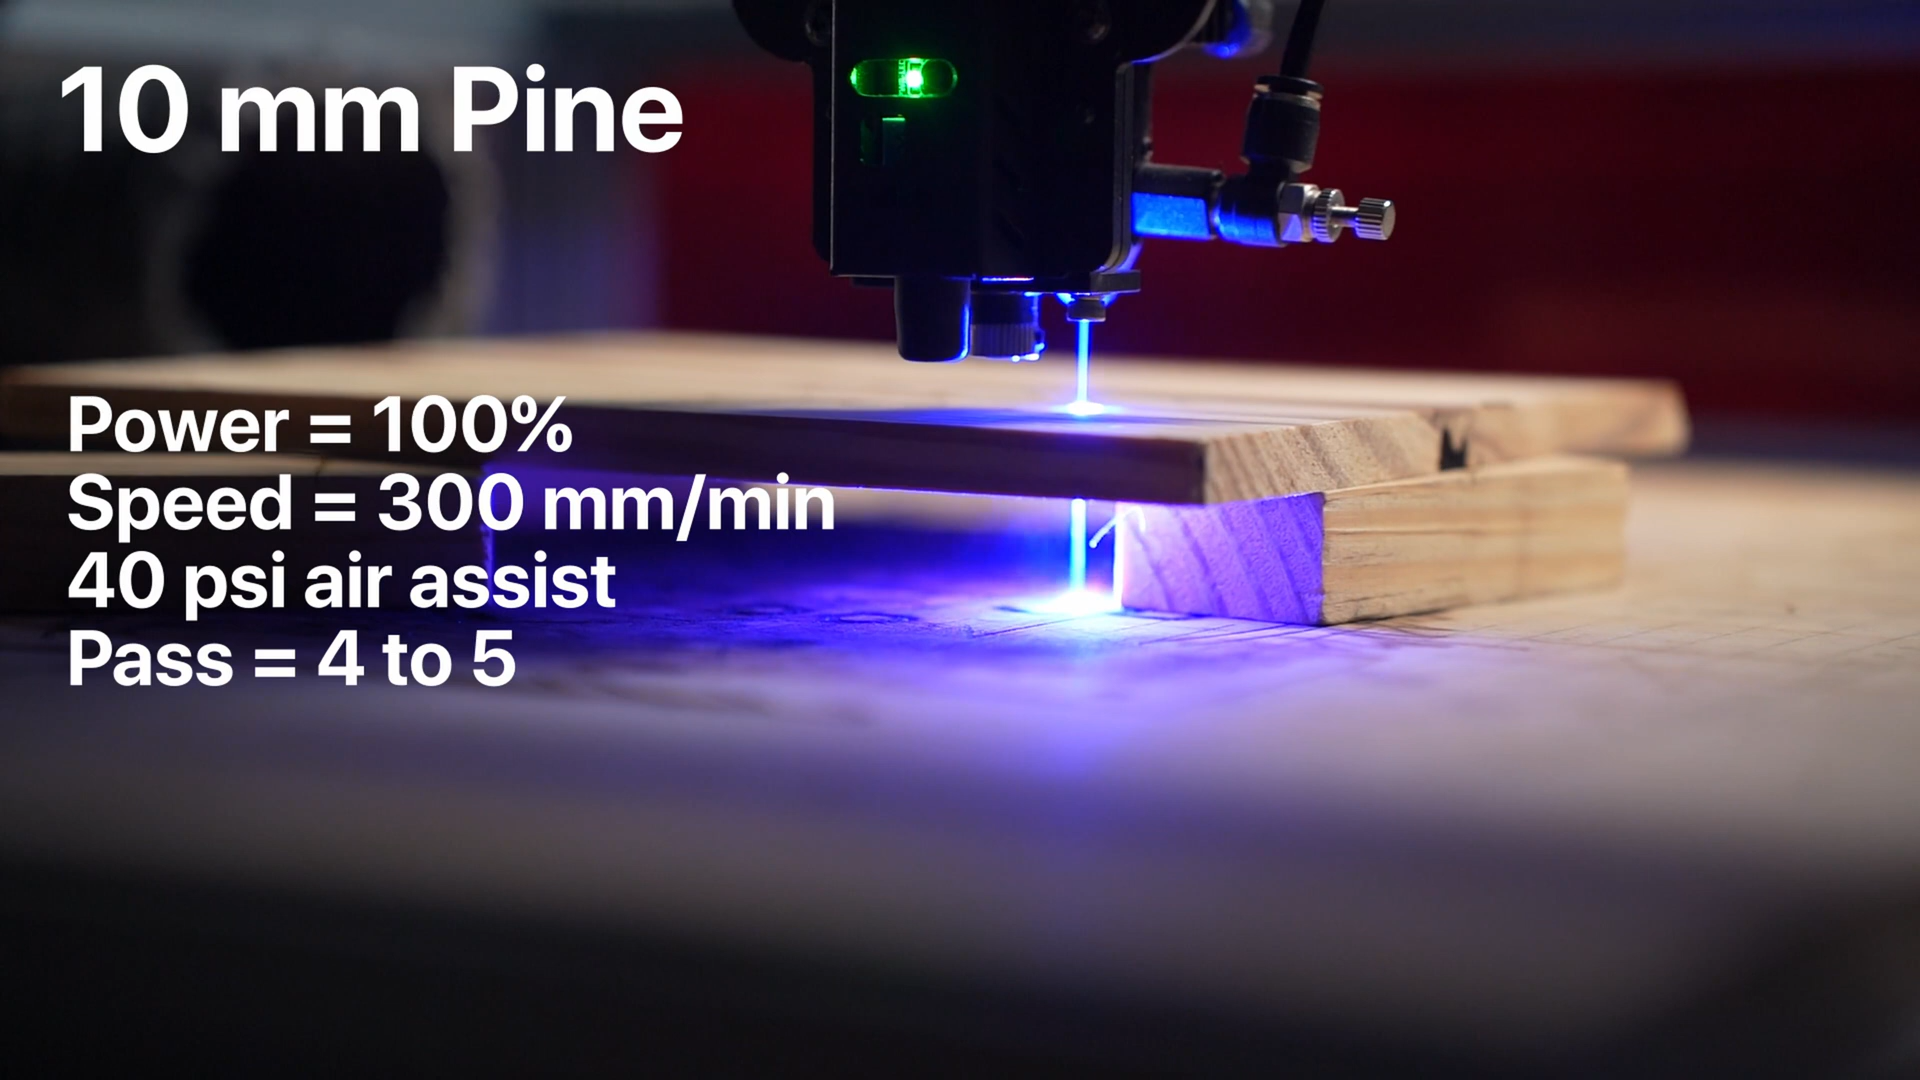 10 mm Pine
Power = 100%
Speed = 300 mm/min
40 psi air assist
Pass = 4 to 5